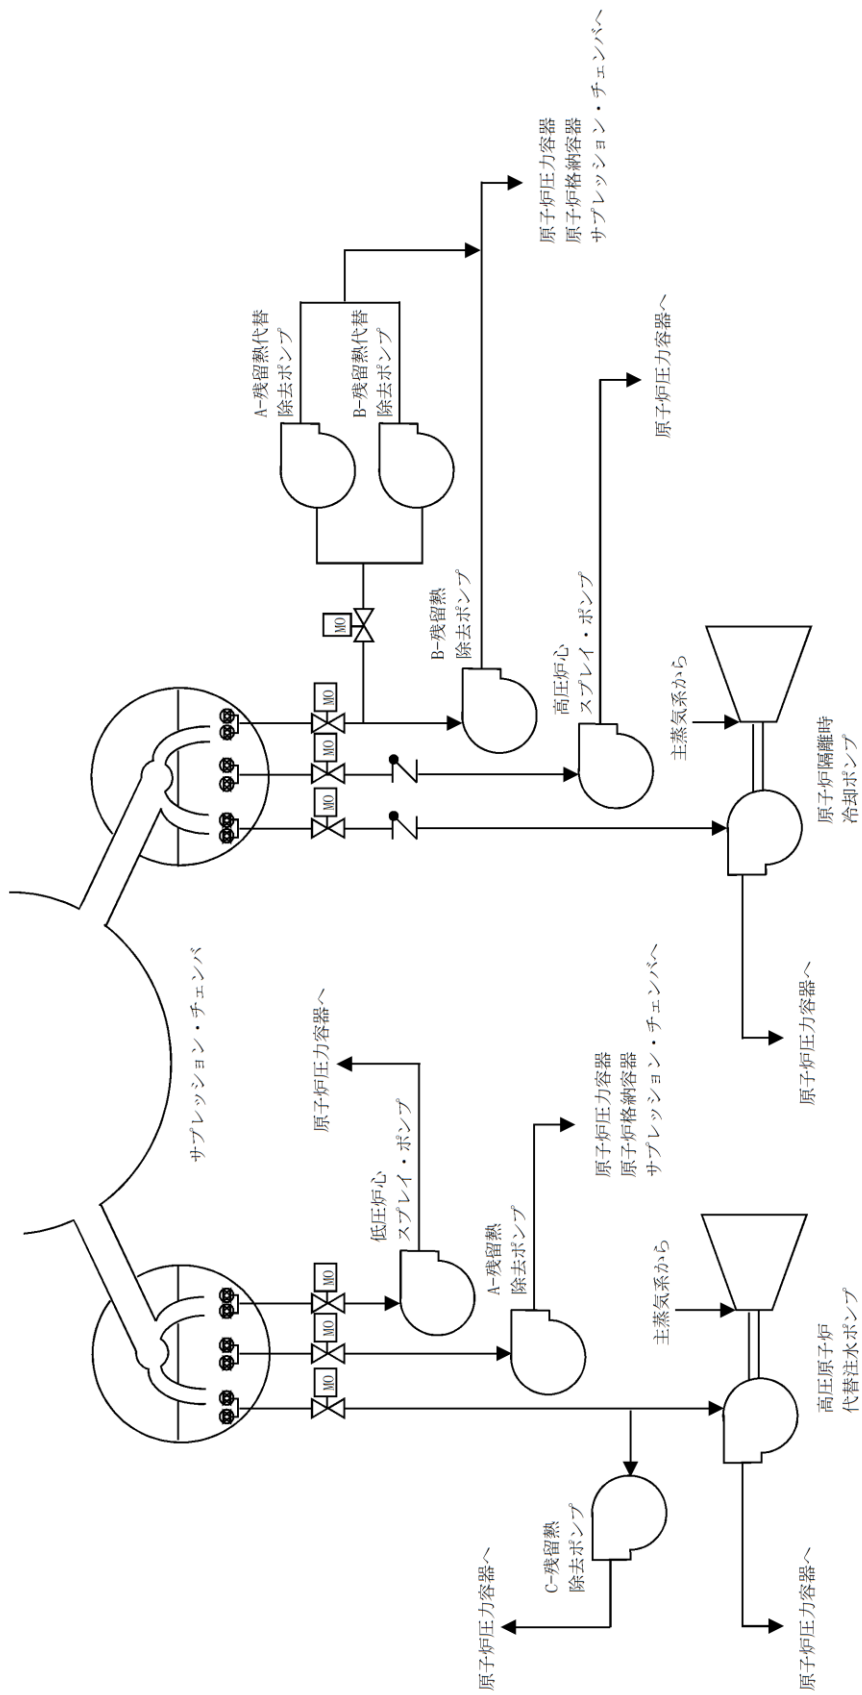 サプレッション・チェンバ
A-残留熱代替
除去ポンプ
原子炉圧力容器へ
MO
MO
MO
MO
MO
MO
MO
B-残留熱代替
除去ポンプ
低圧炉心
スプレイ・ポンプ
B-残留熱
除去ポンプ
原子炉圧力容器へ
A-残留熱
除去ポンプ
C-残留熱
除去ポンプ
高圧炉心
スプレイ・ポンプ
原子炉圧力容器
原子炉格納容器
サプレッション・チェンバへ
原子炉圧力容器
原子炉格納容器
サプレッション・チェンバへ
主蒸気系から
原子炉圧力容器へ
主蒸気系から
原子炉圧力容器へ
高圧原子炉
代替注水ポンプ
原子炉圧力容器へ
原子炉隔離時
冷却ポンプ